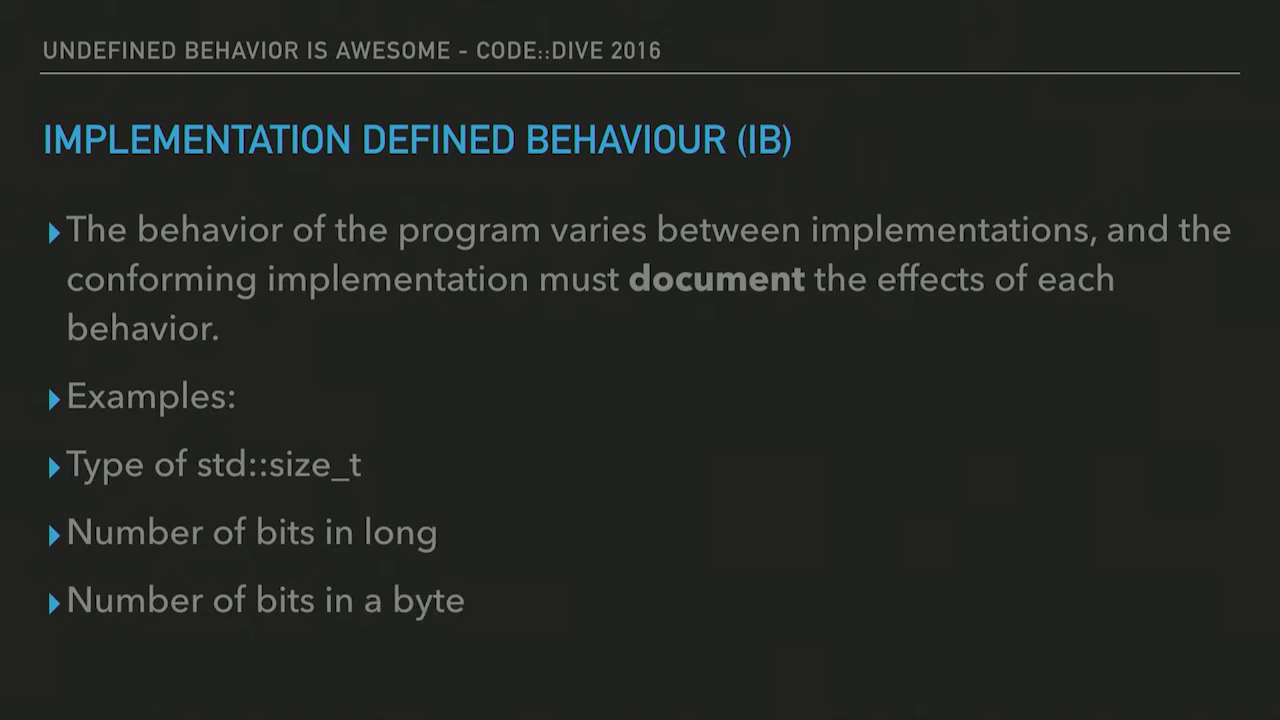 UNDEFINED BEHAVIOR IS AWESOME - CODE::DIVE 2016
IMPLEMENTATION DEFINED BEHAVIOUR (IB)
The behavior of the program varies between implementations, and the
conforming implementation must document the effects of each
behavior.
Examples:
Type of std::size_t
Number of bits in long
Number of bits in a byte